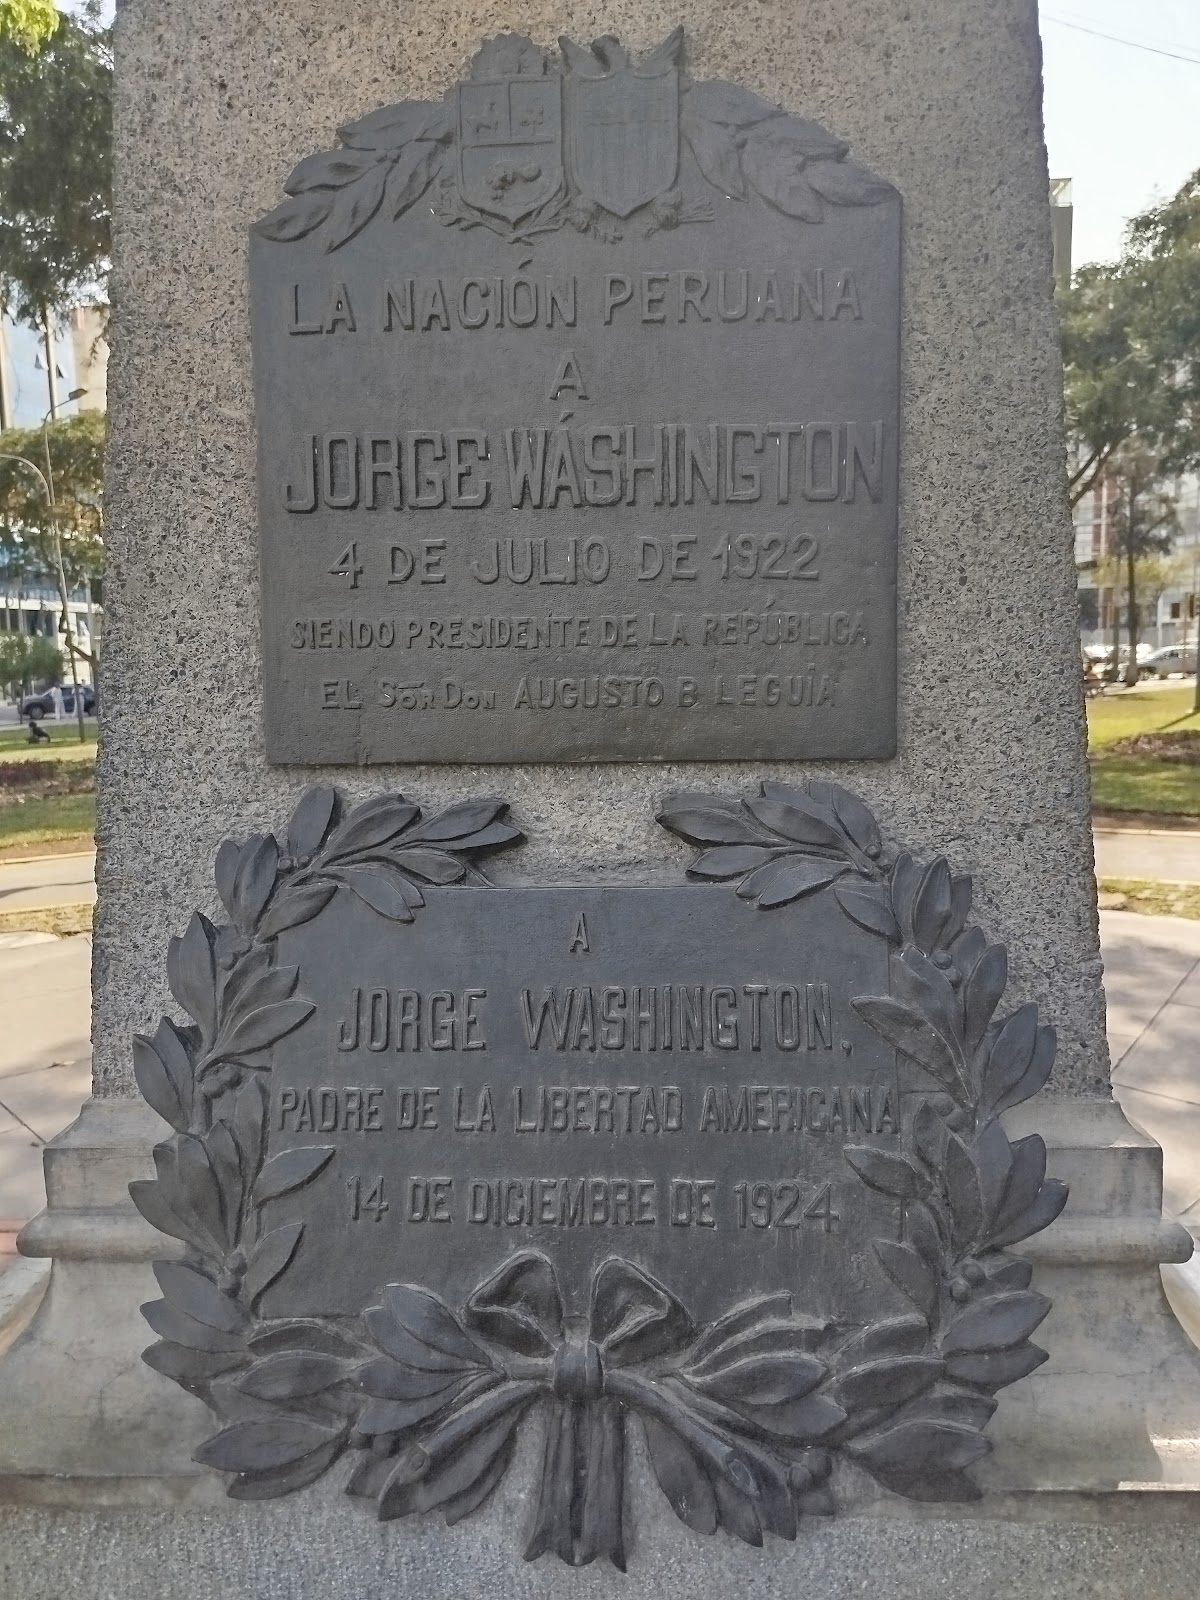 LA NACIÓN PERUANA
A
JORGE WÁSHINGTON
4 DE JULIO DE 1922
SIENDO PRESIDENTE DE LA REPÚBLICA
EL SOR DON AUGUSTO B LEGUÍA
A
JORGE WASHINGTON,
PADRE DE LA LIBERTAD AMERICANA
14 DE DICIEMBRE DE 1924